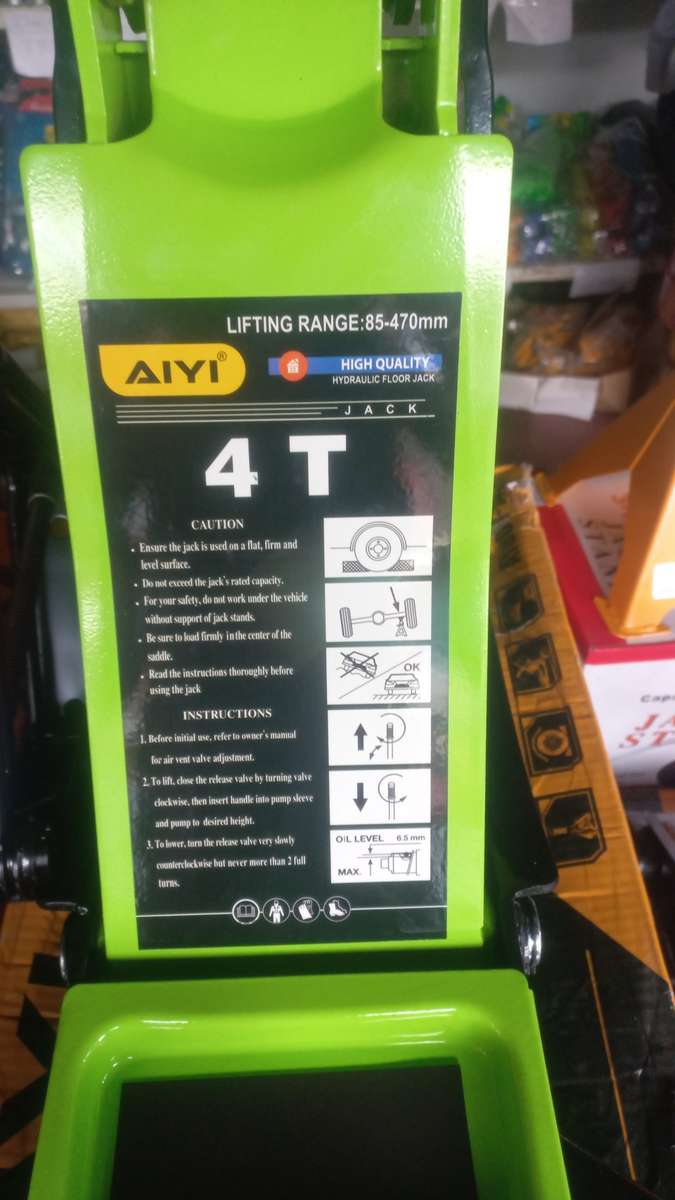 LIFTING RANGE:85-470mm
AIYI®
HIGH QUALITY
HYDRAULIC FLOOR JACK
JACK
4 T
CAUTION
• Ensure the jack is used on a flat, firm and
level surface.
• Do not exceed the jack's rated capacity.
• For your safety, do not work under the vehicle
without support of jack stands.
• Be sure to load firmly in the center of the
saddle.
• Read the instructions thoroughly before
using the jack
OK
INSTRUCTIONS
1. Before initial use, refer to owner's manual
for air vent valve adjustment.
2. To lift, close the release valve by turning valve
clockwise, then insert handle into pump sleeve
and pump to desired height.
3. To lower, turn the release valve very slowly
counterclockwise but never more than 2 full
turns.
OIL LEVEL 6.5 mm
MAX.